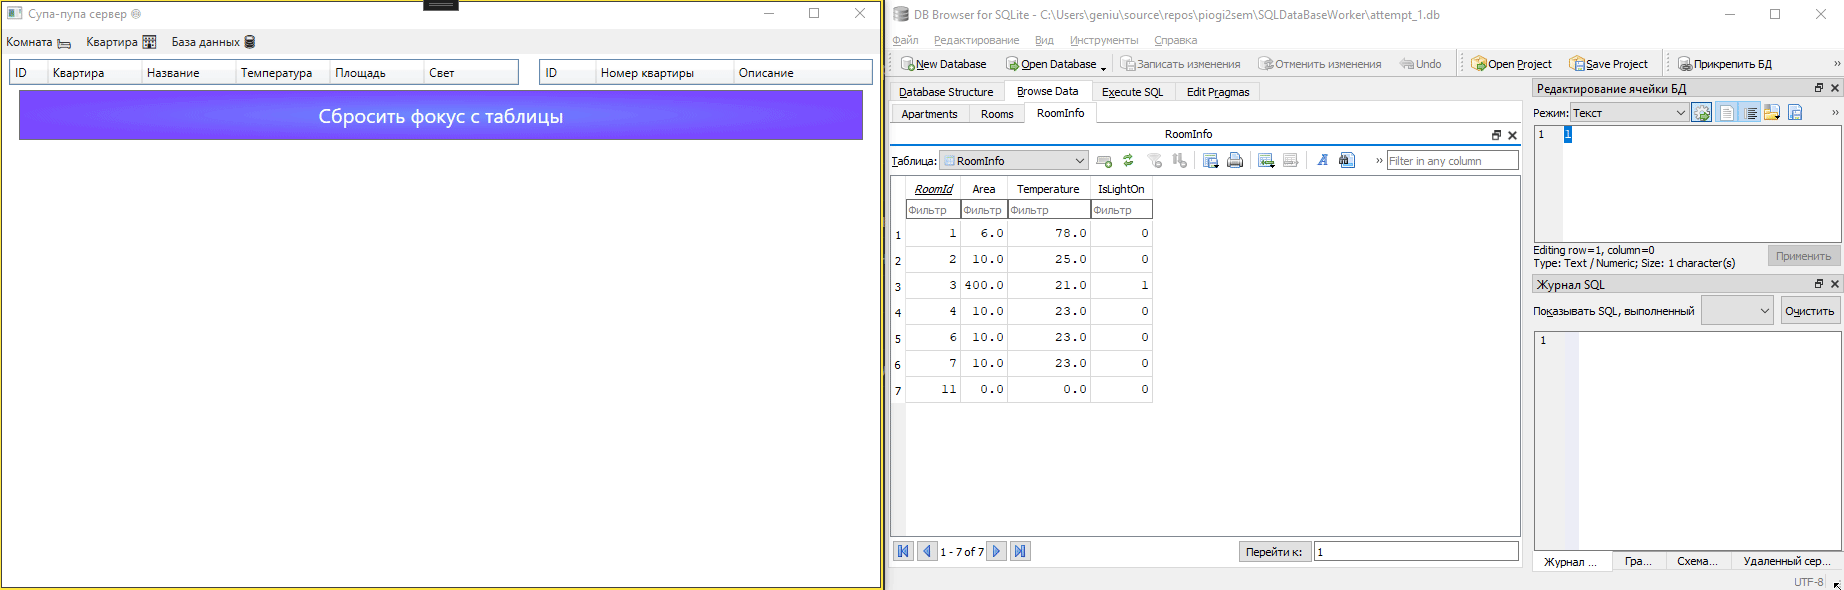 Супа-пупа сервер
Комната Квартира База данных
ID Квартира Название Температура Площадь Свет
ID Номер квартиры Описание
Сбросить фокус с таблицы
DB Browser for SQLite - C:\Users\geniu\source\repos\piogi2sem\SQLDataBaseWorker\attempt_1.db
Файл Редактирование Вид Инструменты Справка
New Database Open Database Записать изменения Отменить изменения Undo Open Project Save Project Прикрепить БД »
Database Structure Browse Data Execute SQL Edit Pragmas
Apartments Rooms RoomInfo
RoomInfo
Таблица: RoomInfo » Filter in any column
RoomId Area Temperature IsLightOn
Фильтр Фильтр Фильтр Фильтр
1 1 6.0 78.0 0
2 2 10.0 25.0 0
3 3 400.0 21.0 1
4 4 10.0 23.0 0
5 6 10.0 23.0 0
6 7 10.0 23.0 0
7 11 0.0 0.0 0
1 - 7 of 7 Перейти к: 1
Редактирование ячейки БД
Режим: Текст »
1 1
Editing row=1, column=0
Type: Text / Numeric; Size: 1 character(s)
Применить
Журнал SQL
Показывать SQL, выполненный Очистить
1
Журнал ... Гра... Схема... Удаленный сер...
UTF-8